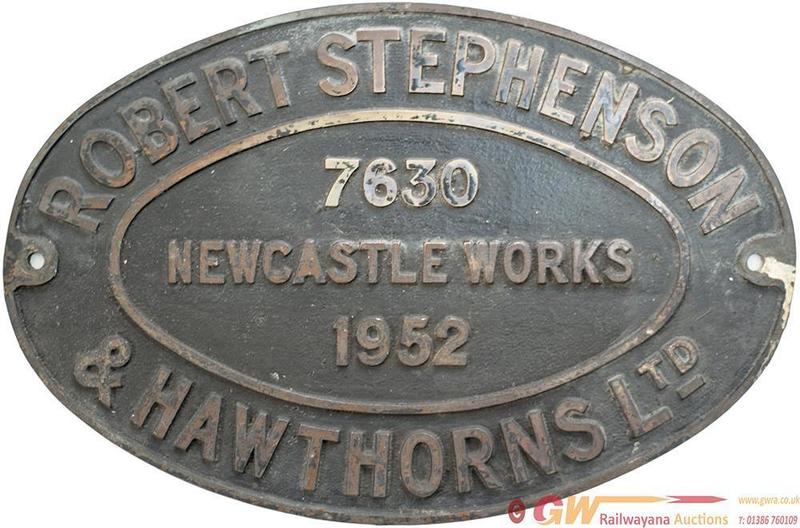 ROBERT STEPHENSON
7630
NEWCASTLE WORKS
1952
& HAWTHORNS LTD
GW Railwayana Auctions
www.gwra.co.uk
T: 01386 760109